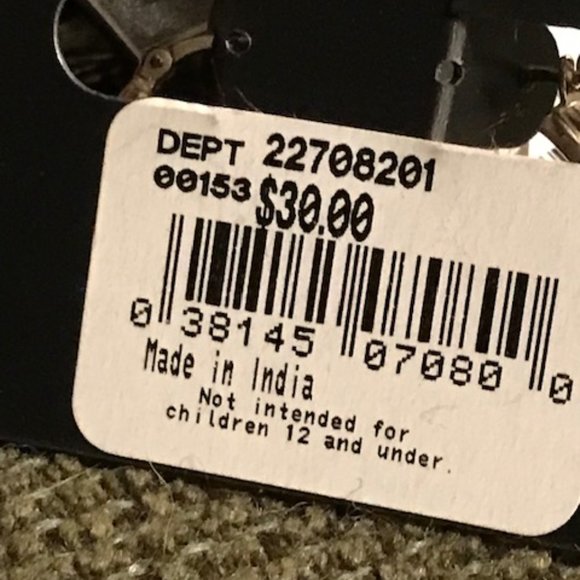 DEPT 22708201
00153 $30.00
0 38145 07080 0
Made in India
Not intended for
children 12 and under.